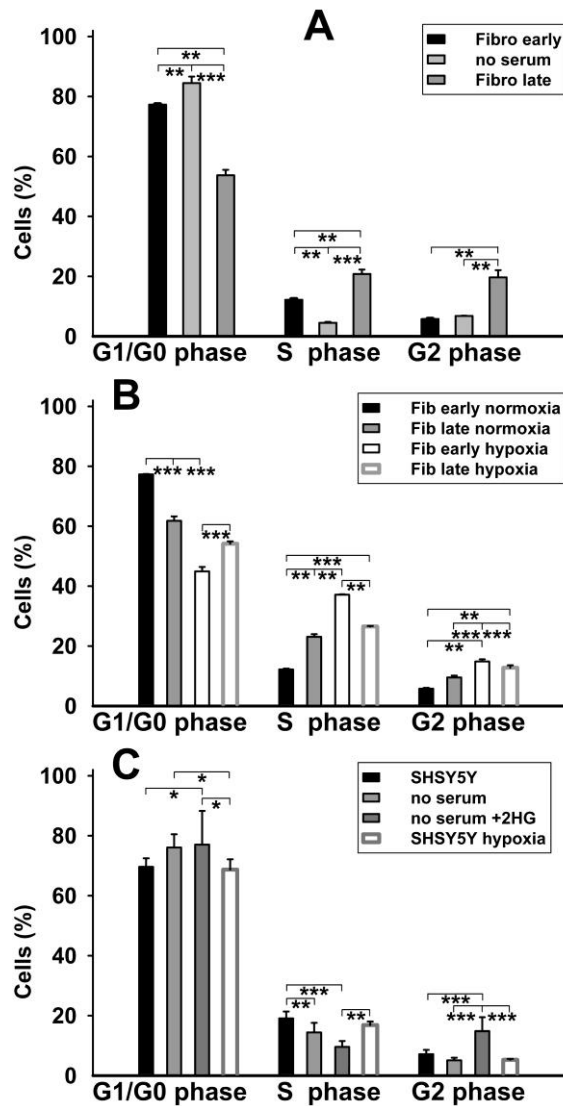 A
Fibro early
no serum
Fibro late
Cells (%)
100
80
60
40
20
0
**
** ***
**
** ***
**
**
G1/G0 phase S phase G2 phase
B
Fib early normoxia
Fib late normoxia
Fib early hypoxia
Fib late hypoxia
Cells (%)
100
80
60
40
20
0
*** ***
***
***
** **
**
**
*** ***
**
G1/G0 phase S phase G2 phase
C
SHSY5Y
no serum
no serum +2HG
SHSY5Y hypoxia
Cells (%)
100
80
60
40
20
0
*
*
*
***
**
**
***
*** ***
G1/G0 phase S phase G2 phase